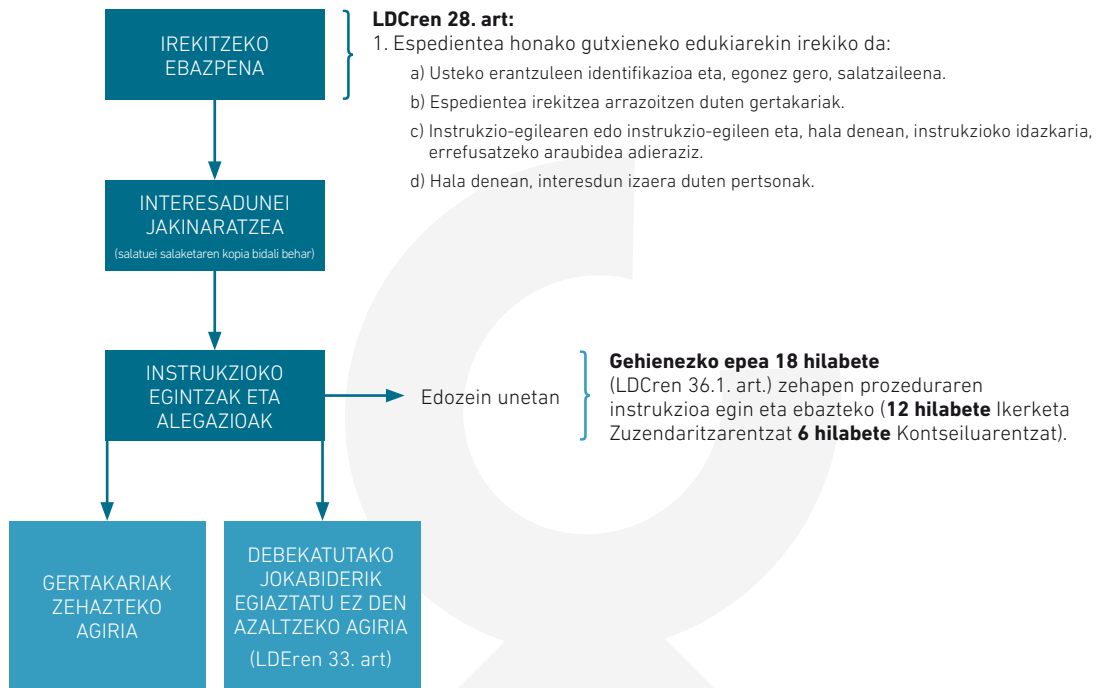 IREKITZEKO
EBAZPENA
LDCren 28. art:
1. Espedientea honako gutxieneko edukiarekin irekiko da:
a) Usteko erantzuleen identifikazioa eta, egonez gero, salatzaileena.
b) Espedientea irekitzea arrazoitzen duten gertakariak.
c) Instrukzio-egilearen edo instrukzio-egileen eta, hala denean, instrukzioko idazkaria,
errefusatzeko araubidea adieraziz.
d) Hala denean, interesdun izaera duten pertsonak.
INTERESADUNEI
JAKINARATZEA
(salatuei salaketaren kopia bidali behar)
INSTRUKZIOKO
EGINTZAK ETA
ALEGAZIOAK
Edozein unetan
Gehienezko epea 18 hilabete
(LDCren 36.1. art.) zehapen prozeduraren
instrukzioa egin eta ebazteko (12 hilabete Ikerketa
Zuzendaritzarentzat 6 hilabete Kontseiluarentzat).
GERTAKARIAK
ZEHAZTEKO
AGIRIA
DEBEKATUTAKO
JOKABIDERIK
EGIAZTATU EZ DEN
AZALTZEKO AGIRIA
(LDEren 33. art)